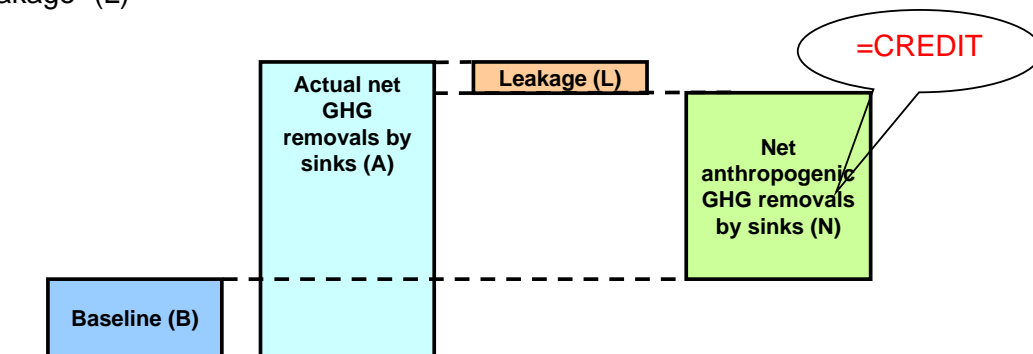 (L)
=CREDIT
Actual net
GHG
removals by
sinks (A)
Leakage (L)
Net
anthropogenic
GHG removals
by sinks (N)
Baseline (B)